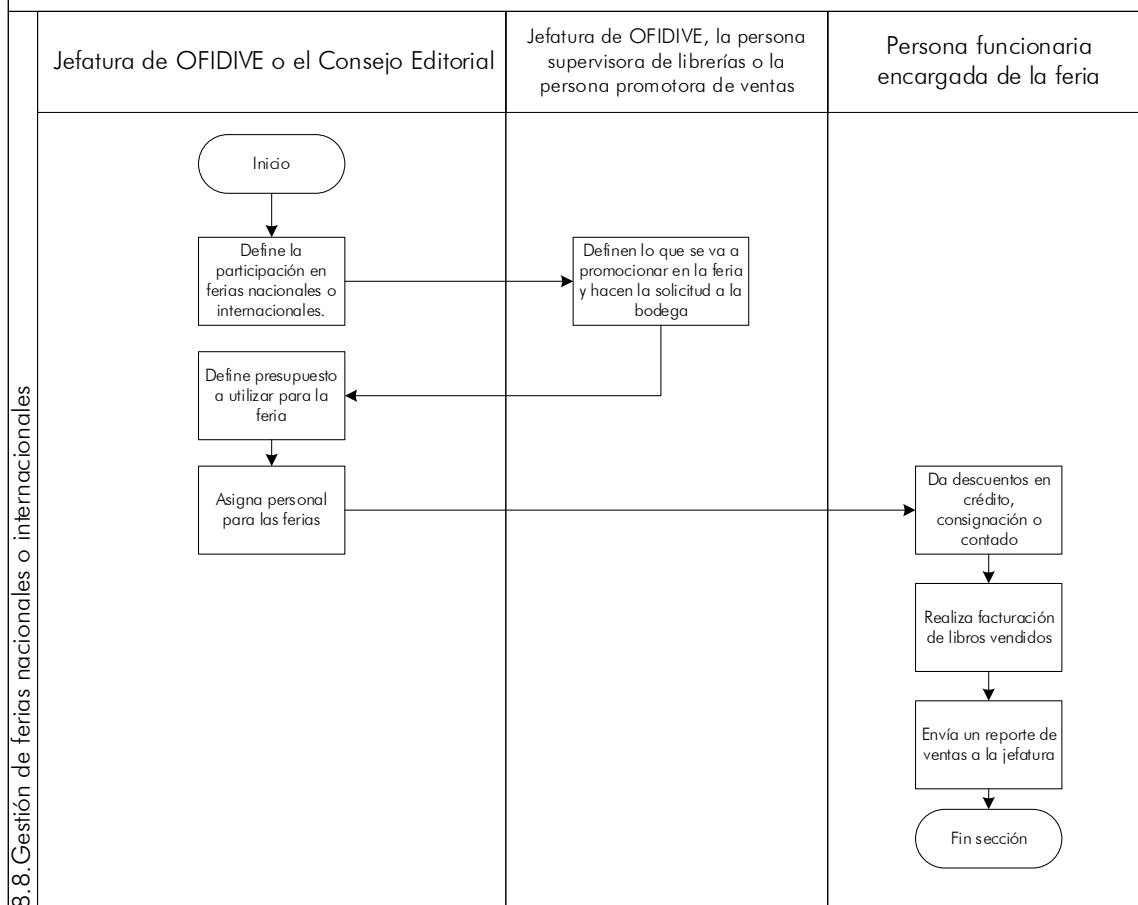 Jefatura de OFIDIVE o el Consejo Editorial
Jefatura de OFIDIVE, la persona
supervisora de librerías o la
persona promotora de ventas
Persona funcionaria
encargada de la feria
8.8.Gestión de ferias nacionales o internacionales
Inicio
Define la
participación en
ferias nacionales o
internacionales.
Definen lo que se va a
promocionar en la feria
y hacen la solicitud a la
bodega
Define presupuesto
a utilizar para la
feria
Asigna personal
para las ferias
Da descuentos en
crédito,
consignación o
contado
Realiza facturación
de libros vendidos
Envía un reporte de
ventas a la jefatura
Fin sección